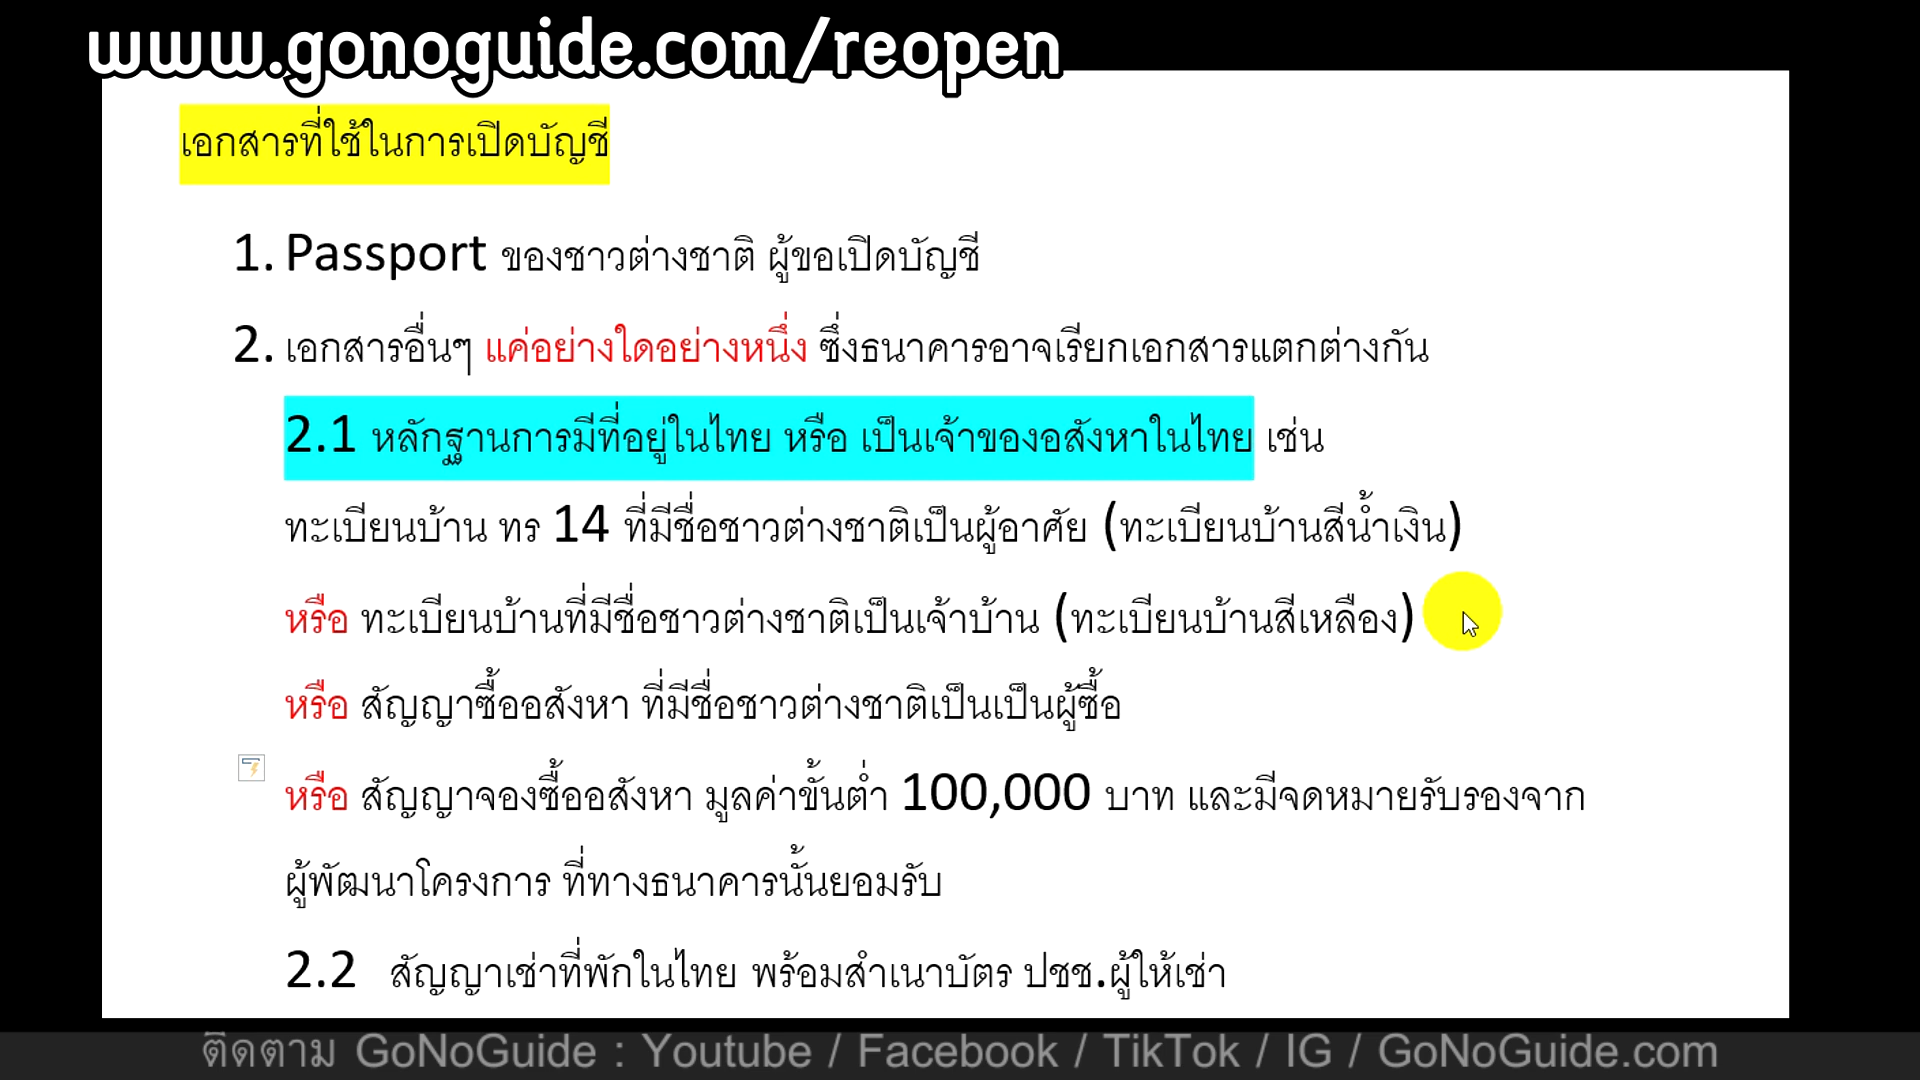 www.gonoguide.com/reopen
เอกสารที่ใช้ในการเปิดบัญชี
1. Passport ของชาวต่างชาติ ผู้ขอเปิดบัญชี
2. เอกสารอื่นๆ แค่อย่างใดอย่างหนึ่ง ซึ่งธนาคารอาจเรียกเอกสารแตกต่างกัน
2.1 หลักฐานการมีที่อยู่ในไทย หรือ เป็นเจ้าของอสังหาในไทย เช่น
ทะเบียนบ้าน ทร 14 ที่มีชื่อชาวต่างชาติเป็นผู้อาศัย (ทะเบียนบ้านสีน้ำเงิน)
หรือ ทะเบียนบ้านที่มีชื่อชาวต่างชาติเป็นเจ้าบ้าน (ทะเบียนบ้านสีเหลือง)
หรือ สัญญาซื้ออสังหา ที่มีชื่อชาวต่างชาติเป็นเป็นผู้ซื้อ
หรือ สัญญาจองซื้ออสังหา มูลค่าขั้นต่ำ 100,000 บาท และมีจดหมายรับรองจาก
ผู้พัฒนาโครงการ ที่ทางธนาคารนั้นยอมรับ
2.2 สัญญาเช่าที่พักในไทย พร้อมสำเนาบัตร ปชช.ผู้ให้เช่า
ติดตาม GoNoGuide : Youtube / Facebook / TikTok / IG / GoNoGuide.com